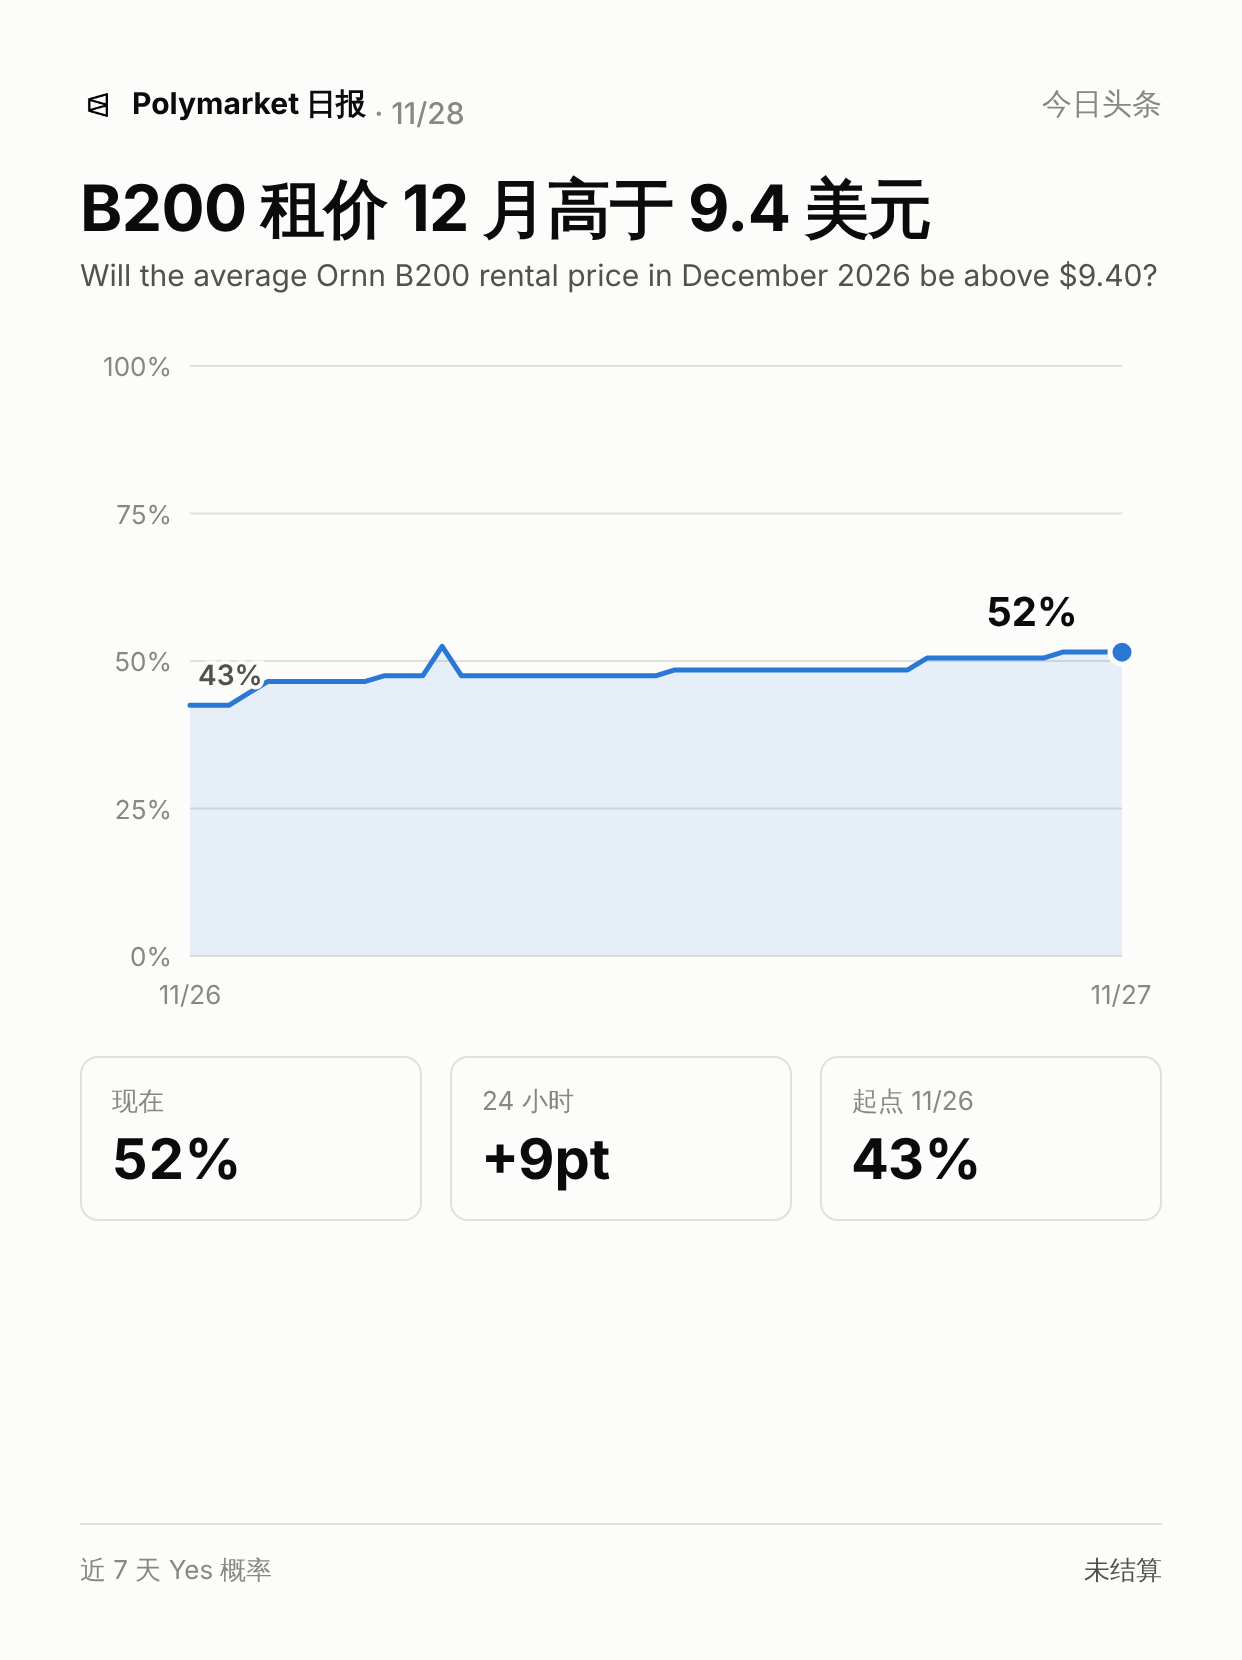 Polymarket 日报 · 11/28
今日头条
B200 租价 12 月高于 9.4 美元
Will the average Ornn B200 rental price in December 2026 be above $9.40?
100%
75%
52%
50%
43%
25%
0%
11/26
11/27
现在
52%
24 小时
+9pt
起点 11/26
43%
近 7 天 Yes 概率
未结算